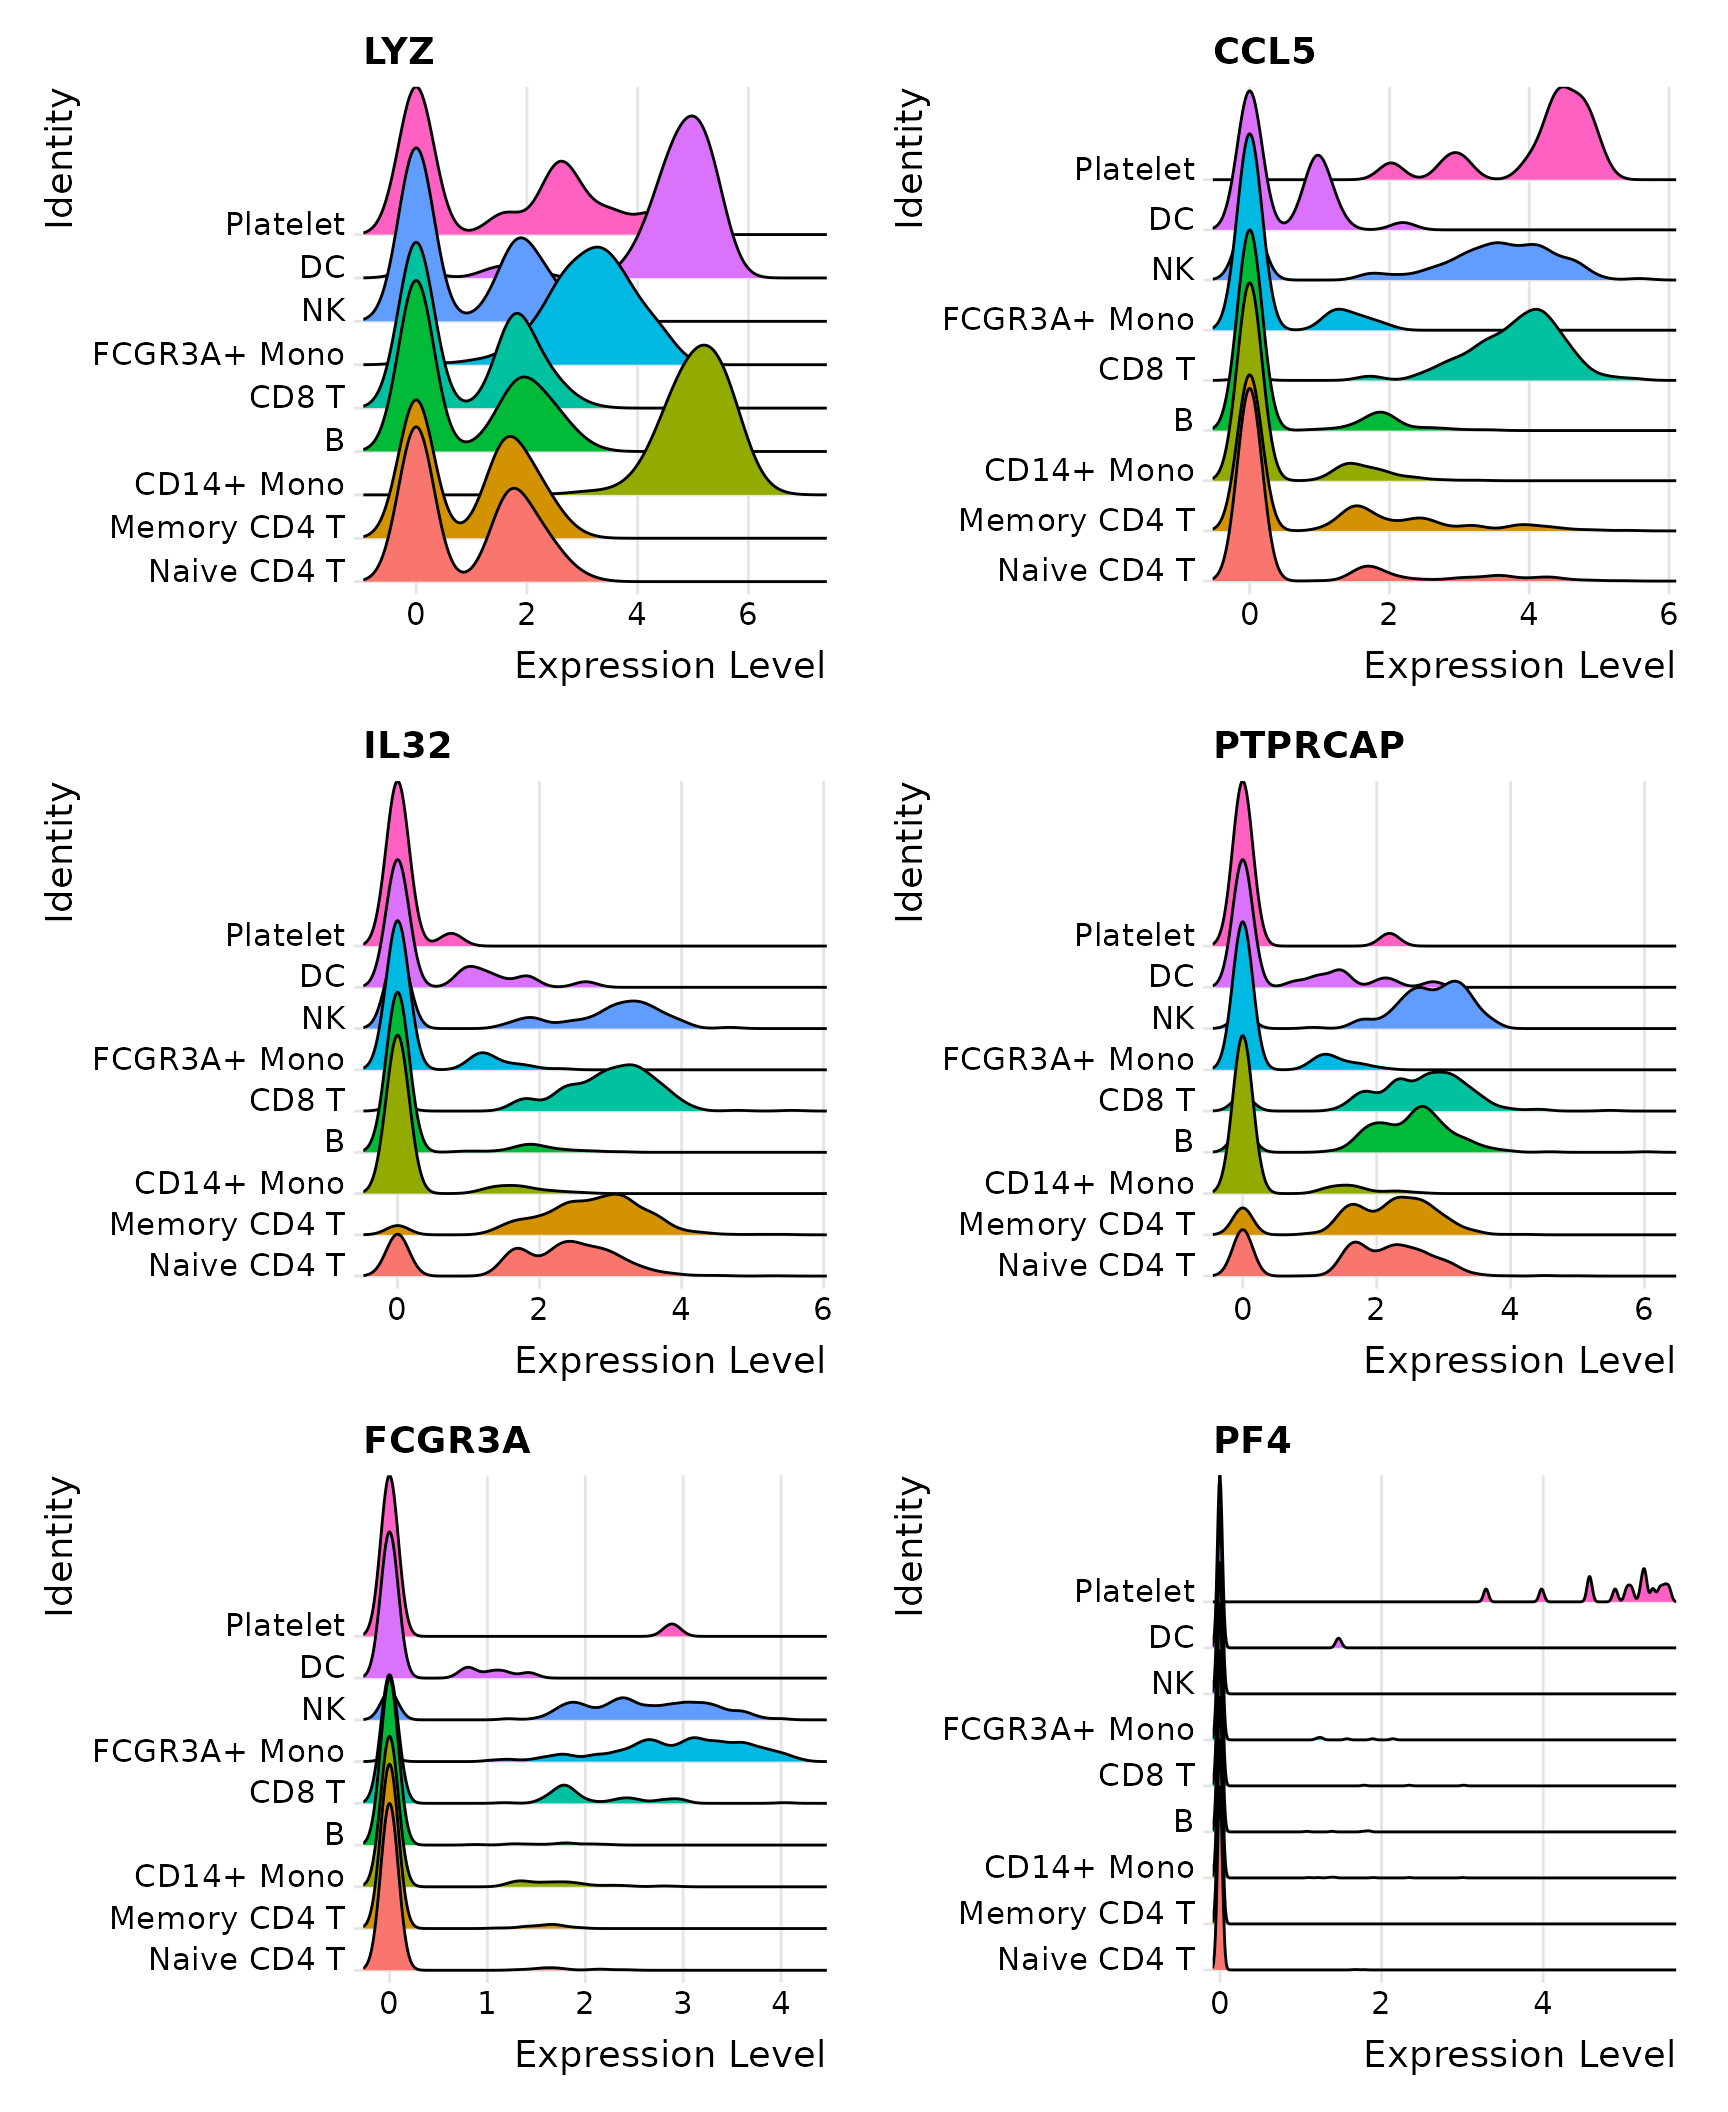 LYZ
Identity
Platelet
DC
NK
FCGR3A+ Mono
CD8 T
B
CD14+ Mono
Memory CD4 T
Naive CD4 T
0 2 4 6
Expression Level
CCL5
Identity
Platelet
DC
NK
FCGR3A+ Mono
CD8 T
B
CD14+ Mono
Memory CD4 T
Naive CD4 T
0 2 4 6
Expression Level
IL32
Identity
Platelet
DC
NK
FCGR3A+ Mono
CD8 T
B
CD14+ Mono
Memory CD4 T
Naive CD4 T
0 2 4 6
Expression Level
PTPRCAP
Identity
Platelet
DC
NK
FCGR3A+ Mono
CD8 T
B
CD14+ Mono
Memory CD4 T
Naive CD4 T
0 2 4 6
Expression Level
FCGR3A
Identity
Platelet
DC
NK
FCGR3A+ Mono
CD8 T
B
CD14+ Mono
Memory CD4 T
Naive CD4 T
0 1 2 3 4
Expression Level
PF4
Identity
Platelet
DC
NK
FCGR3A+ Mono
CD8 T
B
CD14+ Mono
Memory CD4 T
Naive CD4 T
0 2 4
Expression Level